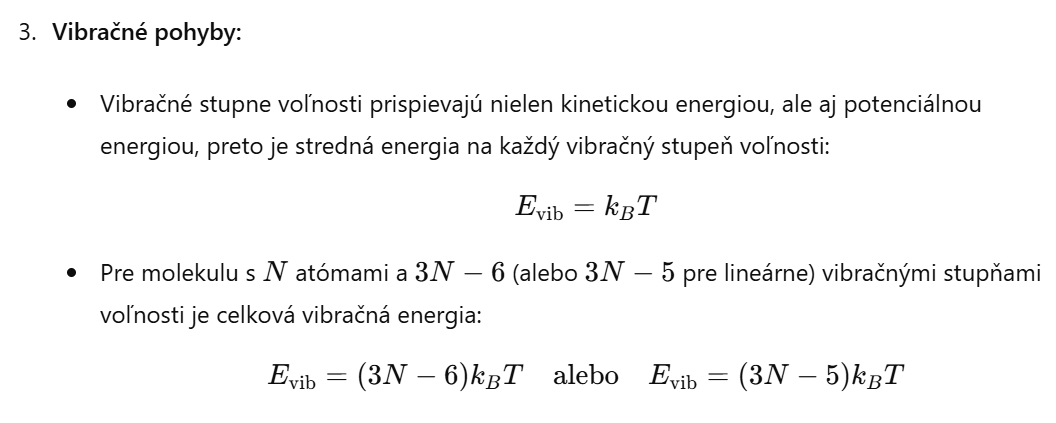 3. Vibračné pohyby:
• Vibračné stupne voľnosti prispievajú nielen kinetickou energiou, ale aj potenciálnou
energiou, preto je stredná energia na každý vibračný stupeň voľnosti:
E_vib = k_B T
• Pre molekulu s N atómami a 3N − 6 (alebo 3N − 5 pre lineárne) vibračnými stupňami
voľnosti je celková vibračná energia:
E_vib = (3N − 6)k_B T alebo E_vib = (3N − 5)k_B T